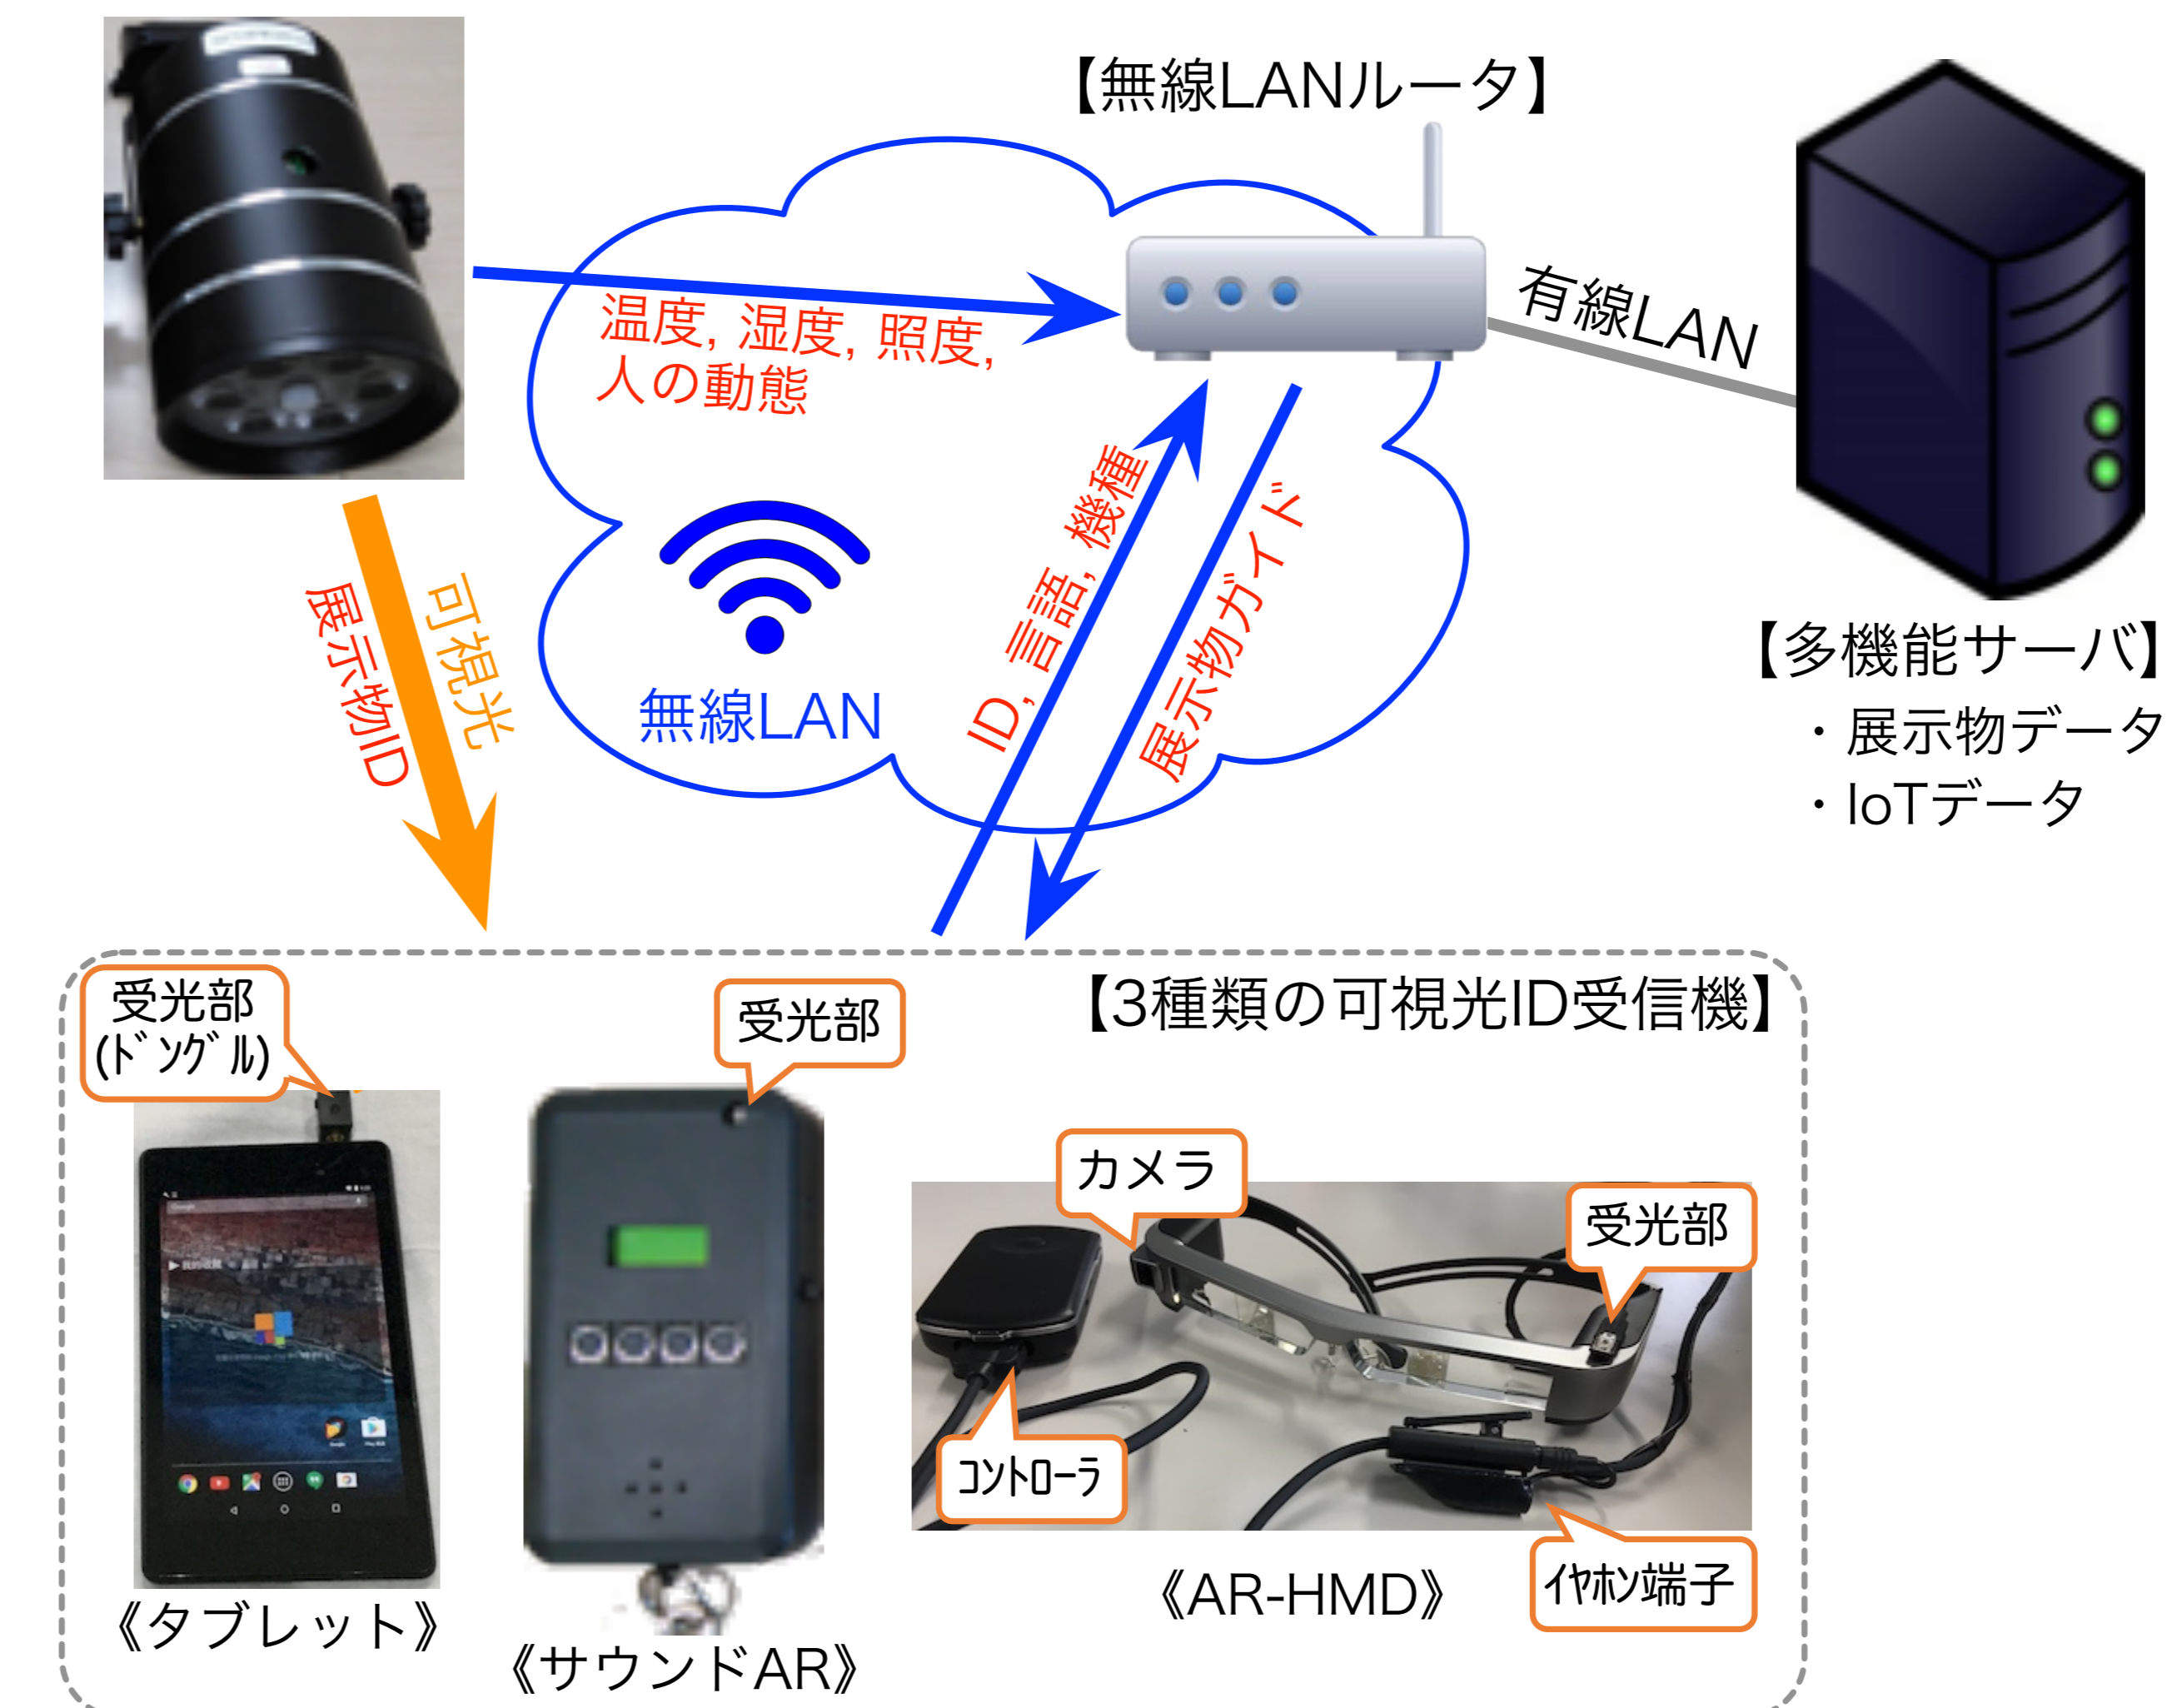 【無線LANルータ】
温度, 湿度, 照度,
人の動態
有線LAN
可視光
展示物ID
無線LAN
ID, 言語, 機種
展示物ガイド
【多機能サーバ】
・展示物データ
・IoTデータ
【3種類の可視光ID受信機】
受光部
(ﾄﾞﾝｸﾞﾙ)
受光部
カメラ
受光部
ｺﾝﾄﾛｰﾗ
ｲﾔﾎﾝ端子
《タブレット》
《サウンドAR》
《AR-HMD》